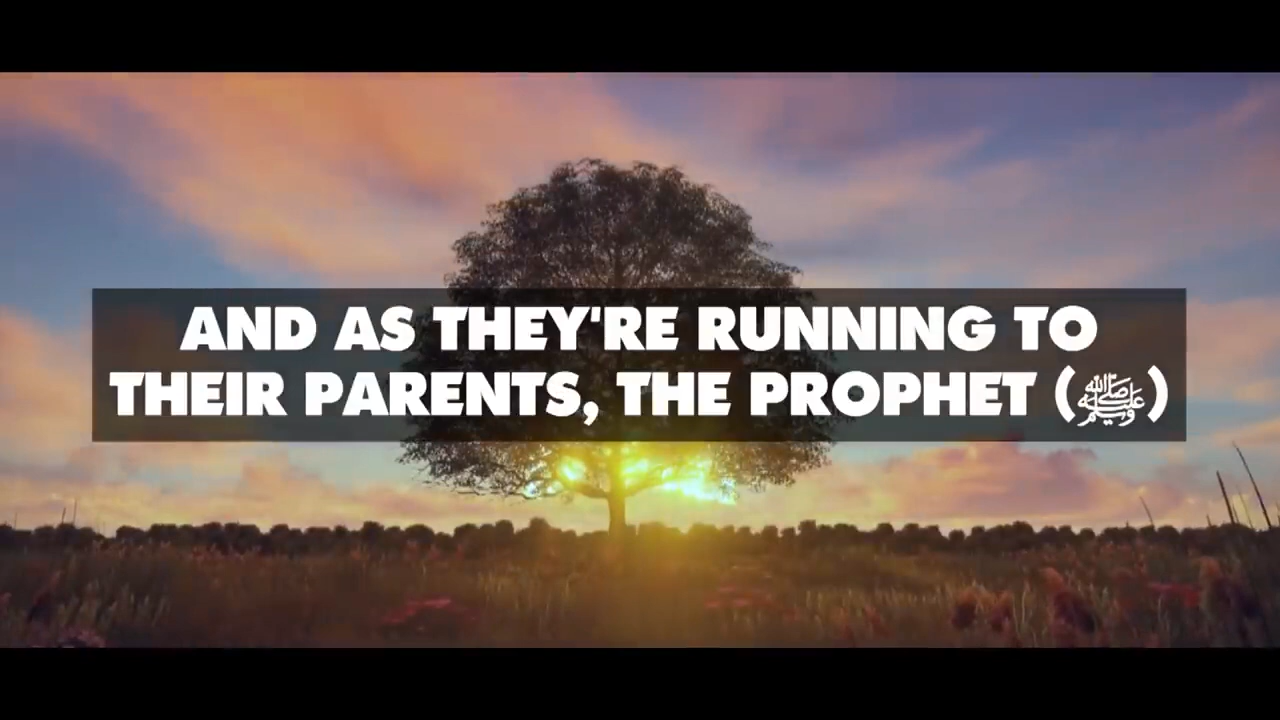 AND AS THEY'RE RUNNING TO
THEIR PARENTS, THE PROPHET (ﷺ)